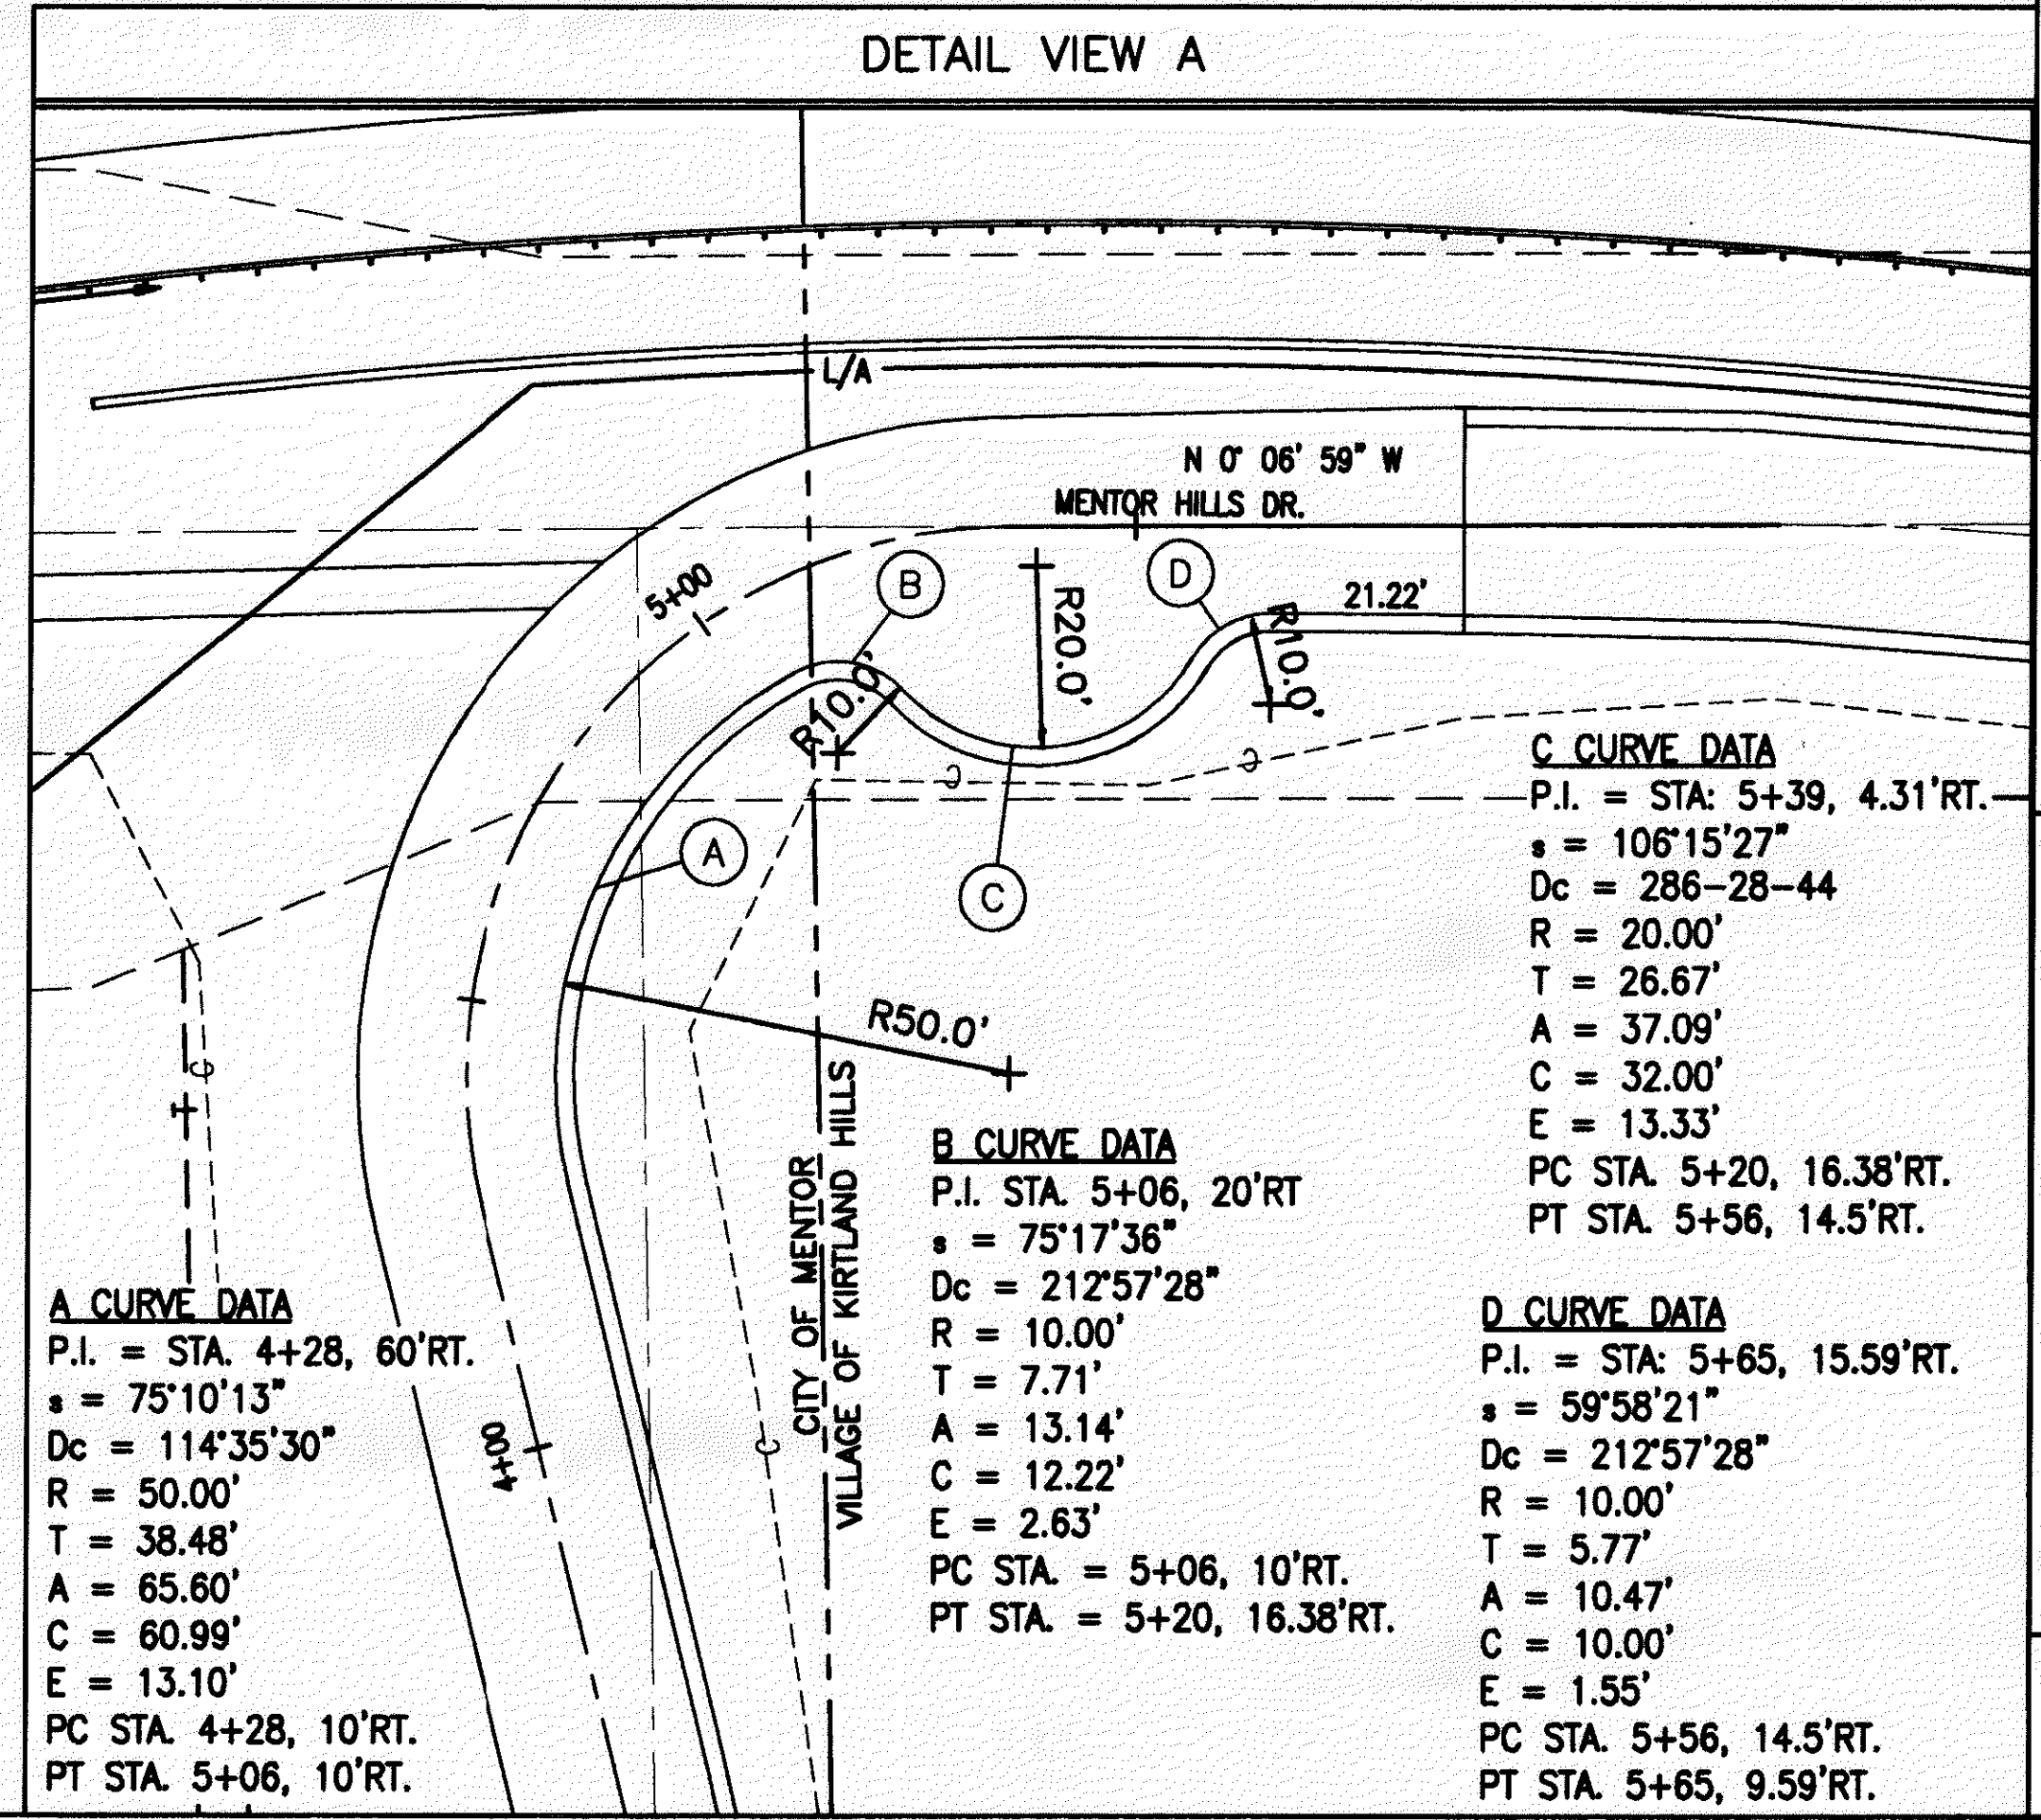 DETAIL VIEW A
L/A
N 0° 06' 59" W
MENTOR HILLS DR.
5+00
B
D
R20.0'
21.22'
R10.0'
R10.0'
A
C
R50.0'
4+00
CITY OF MENTOR
VILLAGE OF KIRTLAND HILLS
A CURVE DATA
P.I. = STA. 4+28, 60'RT.
s = 75°10'13"
Dc = 114°35'30"
R = 50.00'
T = 38.48'
A = 65.60'
C = 60.99'
E = 13.10'
PC STA. 4+28, 10'RT.
PT STA. 5+06, 10'RT.
B CURVE DATA
P.I. STA. 5+06, 20'RT
s = 75°17'36"
Dc = 212°57'28"
R = 10.00'
T = 7.71'
A = 13.14'
C = 12.22'
E = 2.63'
PC STA. = 5+06, 10'RT.
PT STA. = 5+20, 16.38'RT.
C CURVE DATA
P.I. = STA: 5+39, 4.31'RT.
s = 106°15'27"
Dc = 286-28-44
R = 20.00'
T = 26.67'
A = 37.09'
C = 32.00'
E = 13.33'
PC STA. 5+20, 16.38'RT.
PT STA. 5+56, 14.5'RT.
D CURVE DATA
P.I. = STA: 5+65, 15.59'RT.
s = 59°58'21"
Dc = 212°57'28"
R = 10.00'
T = 5.77'
A = 10.47'
C = 10.00'
E = 1.55'
PC STA. 5+56, 14.5'RT.
PT STA. 5+65, 9.59'RT.